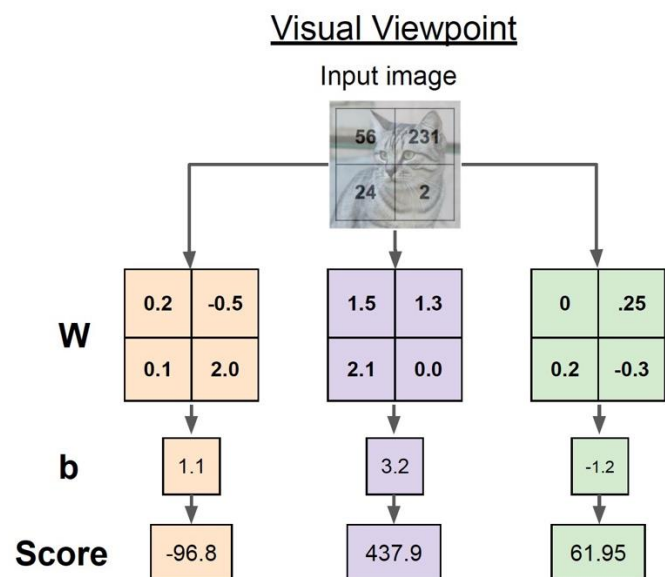 Visual Viewpoint
Input image
56 231
24 2
W
0.2 -0.5 1.5 1.3 0 .25
0.1 2.0 2.1 0.0 0.2 -0.3
b 1.1 3.2 -1.2
Score -96.8 437.9 61.95